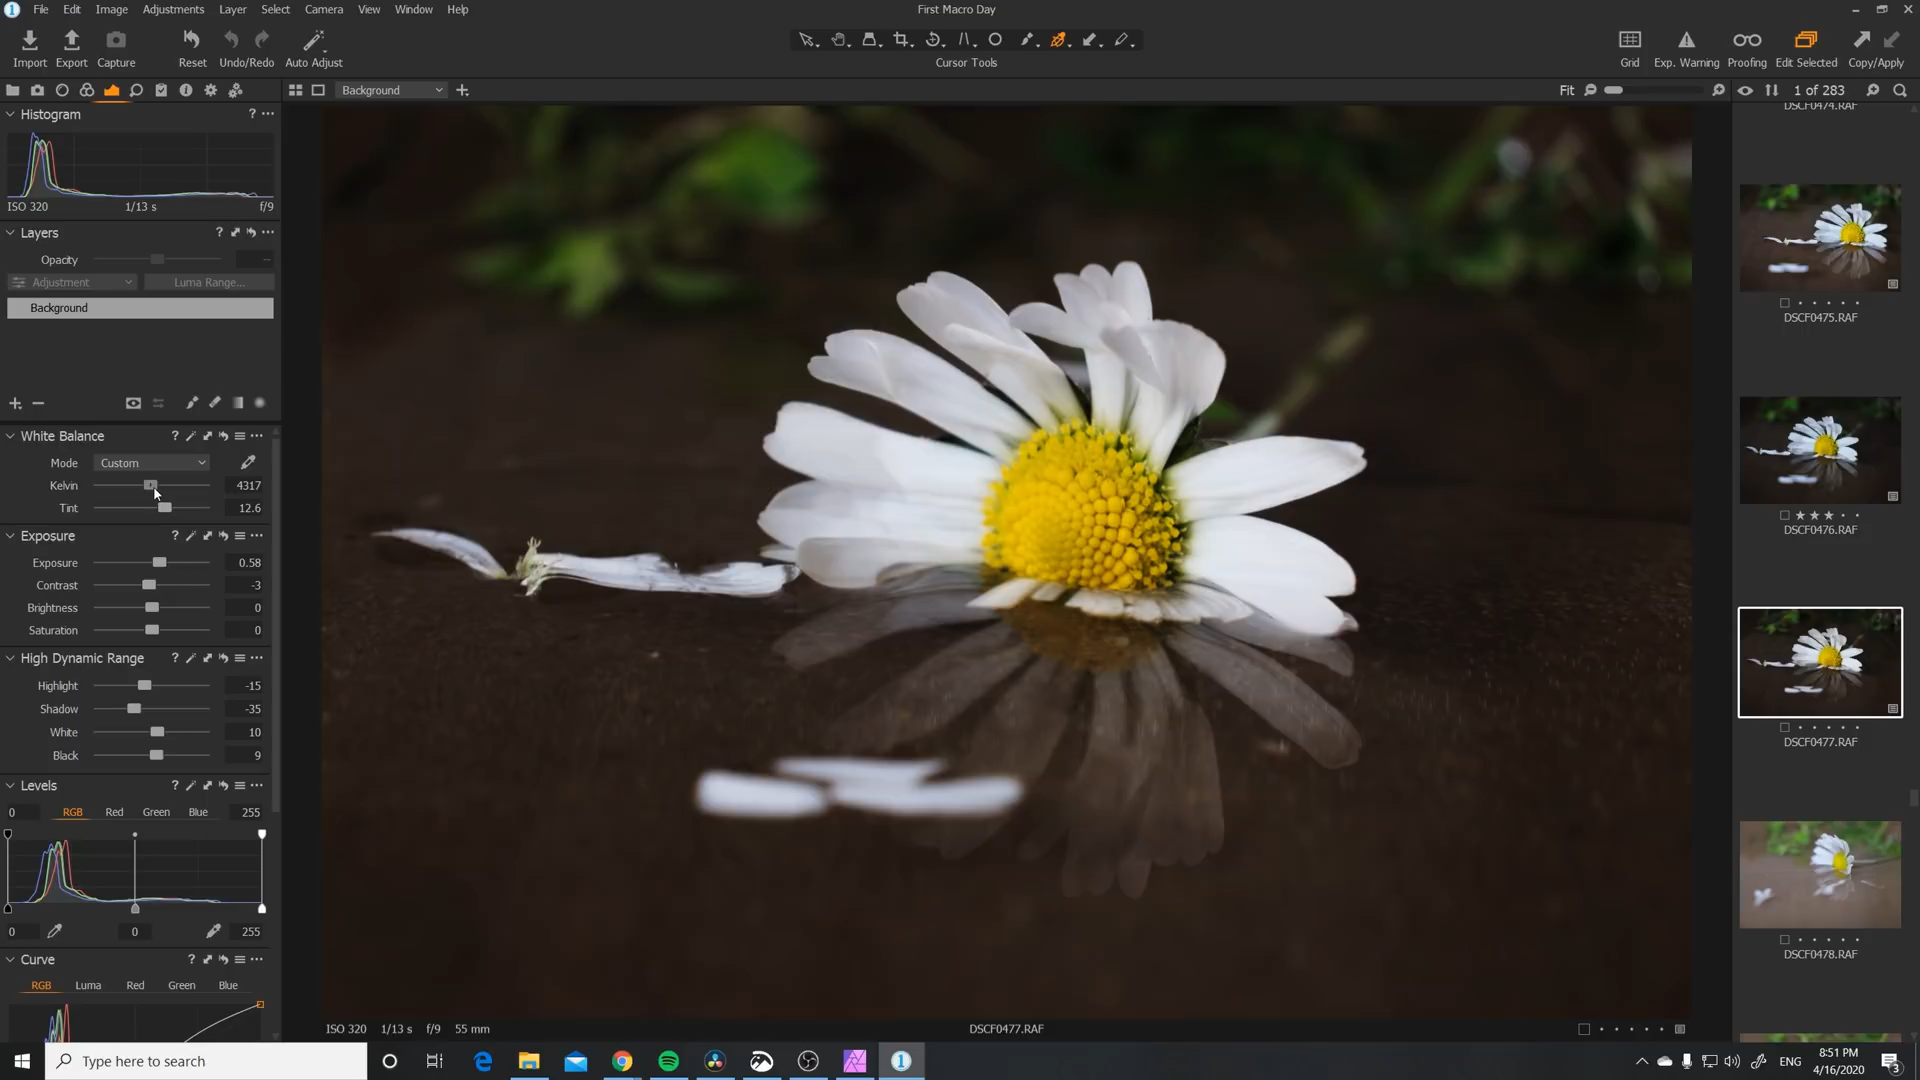 File Edit Image Adjustments Layer Select Camera View Window Help
First Macro Day
Import Export Capture Reset Undo/Redo Auto Adjust
Cursor Tools
Grid Exp. Warning Proofing Edit Selected Copy/Apply
Background
Fit
1 of 283
Histogram
ISO 320 1/13 s f/9
Layers
Opacity
Adjustment Luma Range...
Background
White Balance
Mode Custom
Kelvin 4317
Tint 12.6
Exposure
Exposure 0.58
Contrast -3
Brightness 0
Saturation 0
High Dynamic Range
Highlight -15
Shadow -35
White 10
Black 9
Levels
0 RGB Red Green Blue 255
0 0 255
Curve
RGB Luma Red Green Blue
DSCF0474.RAF
DSCF0475.RAF
DSCF0476.RAF
DSCF0477.RAF
DSCF0478.RAF
ISO 320 1/13 s f/9 55 mm
DSCF0477.RAF
Type here to search
ENG
8:51 PM
4/16/2020
3